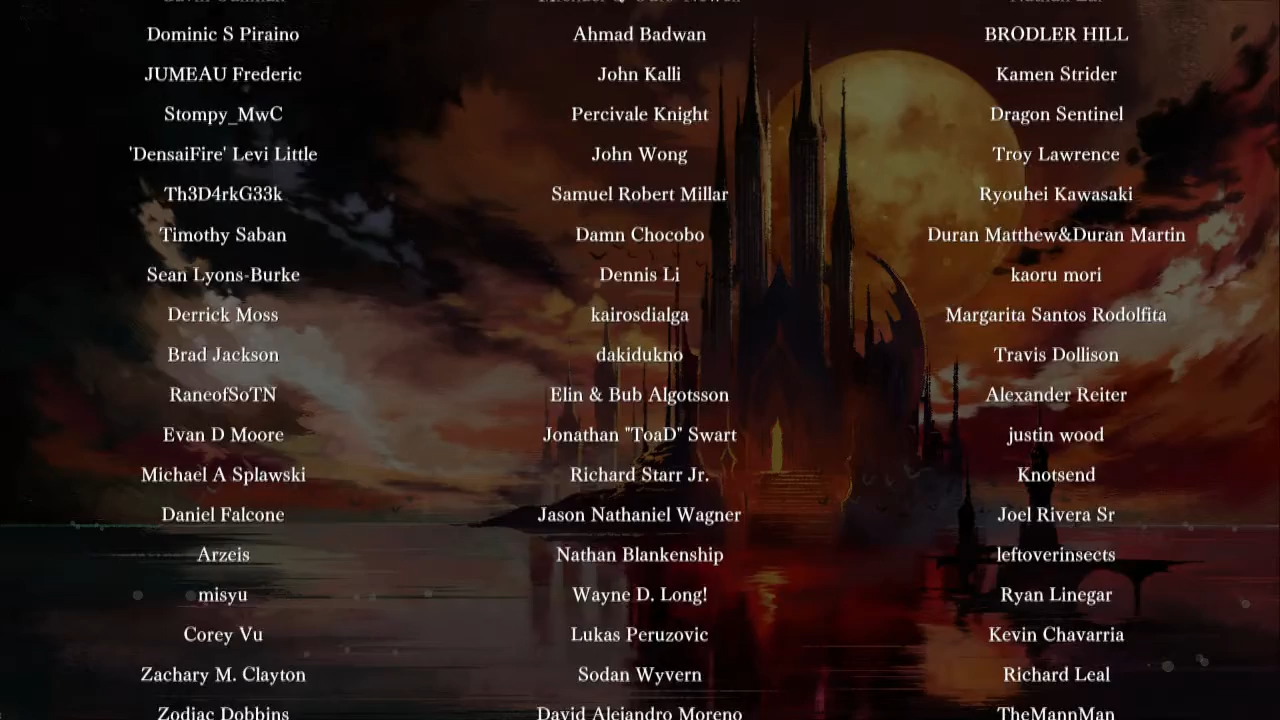 Dominic S Piraino Ahmad Badwan BRODLER HILL
JUMEAU Frederic John Kalli Kamen Strider
Stompy_MwC Percivale Knight Dragon Sentinel
'DensaiFire' Levi Little John Wong Troy Lawrence
Th3D4rkG33k Samuel Robert Millar Ryouhei Kawasaki
Timothy Saban Damn Chocobo Duran Matthew&Duran Martin
Sean Lyons-Burke Dennis Li kaoru mori
Derrick Moss kairosdialga Margarita Santos Rodolfita
Brad Jackson dakidukno Travis Dollison
RaneofSoTN Elin & Bub Algotsson Alexander Reiter
Evan D Moore Jonathan "ToaD" Swart justin wood
Michael A Splawski Richard Starr Jr. Knotsend
Daniel Falcone Jason Nathaniel Wagner Joel Rivera Sr
Arzeis Nathan Blankenship leftoverinsects
misyu Wayne D. Long! Ryan Linegar
Corey Vu Lukas Peruzovic Kevin Chavarria
Zachary M. Clayton Sodan Wyvern Richard Leal
Zodiac Dobbins David Alejandro Moreno TheMannMan